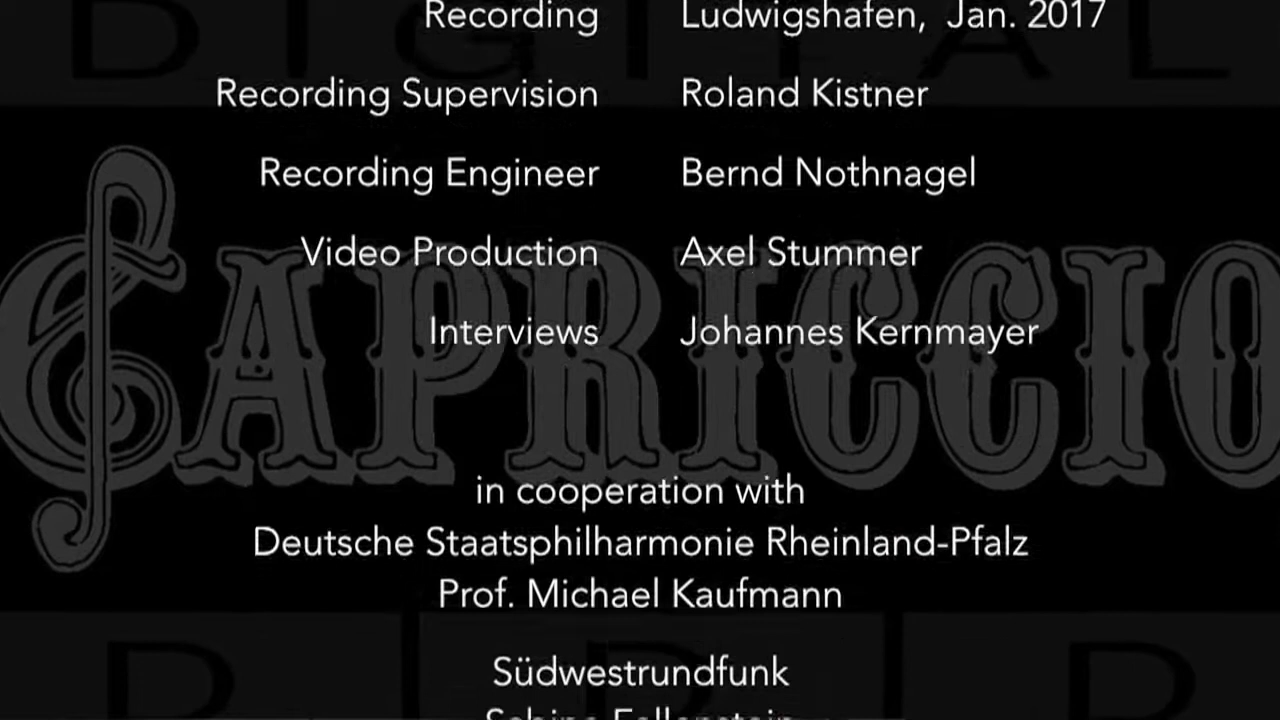 DIGITAL
Recording Ludwigshafen, Jan. 2017
Recording Supervision Roland Kistner
Recording Engineer Bernd Nothnagel
Video Production Axel Stummer
Interviews Johannes Kernmayer
CAPRICCIO
in cooperation with
Deutsche Staatsphilharmonie Rheinland-Pfalz
Prof. Michael Kaufmann
Südwestrundfunk